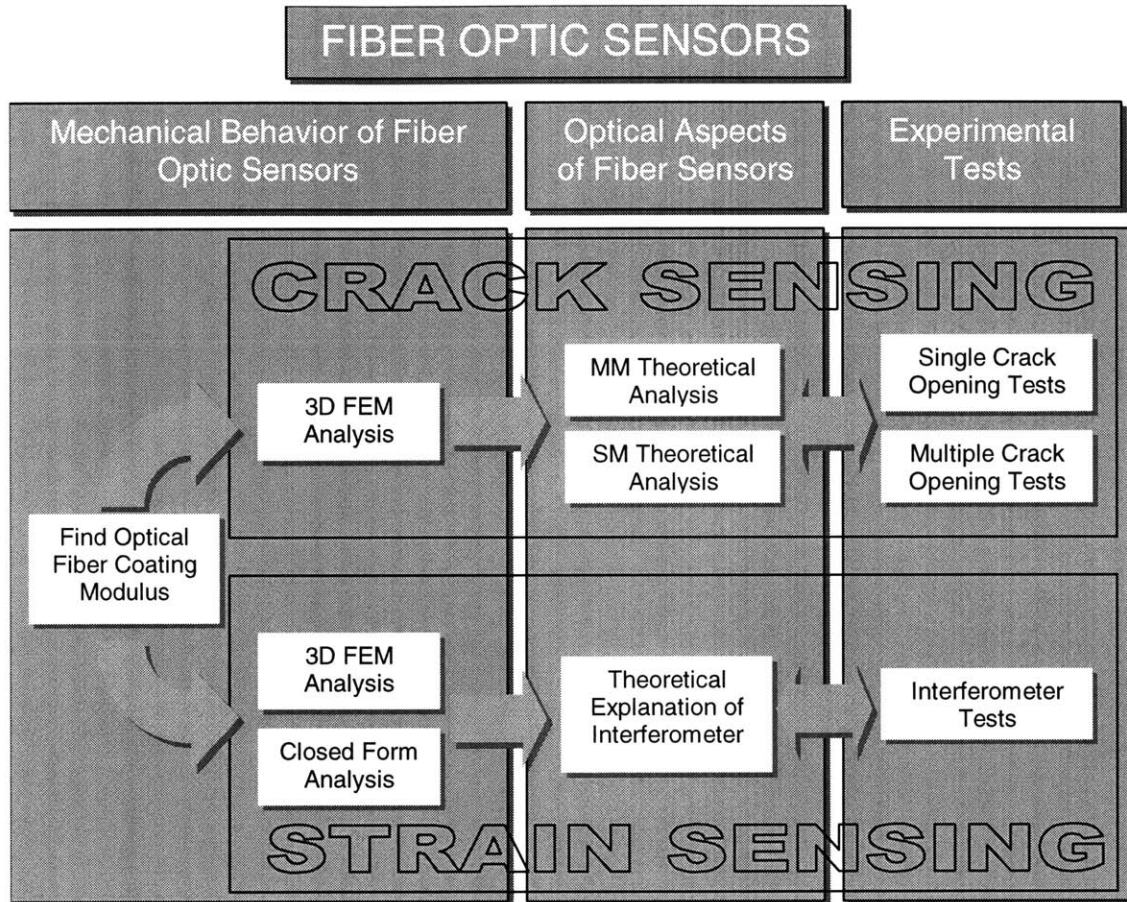 FIBER OPTIC SENSORS
Mechanical Behavior of Fiber
Optic Sensors
Optical Aspects
of Fiber Sensors
Experimental
Tests
CRACK SENSING
Find Optical
Fiber Coating
Modulus
3D FEM
Analysis
MM Theoretical
Analysis
SM Theoretical
Analysis
Single Crack
Opening Tests
Multiple Crack
Opening Tests
3D FEM
Analysis
Closed Form
Analysis
Theoretical
Explanation of
Interferometer
Interferometer
Tests
STRAIN SENSING